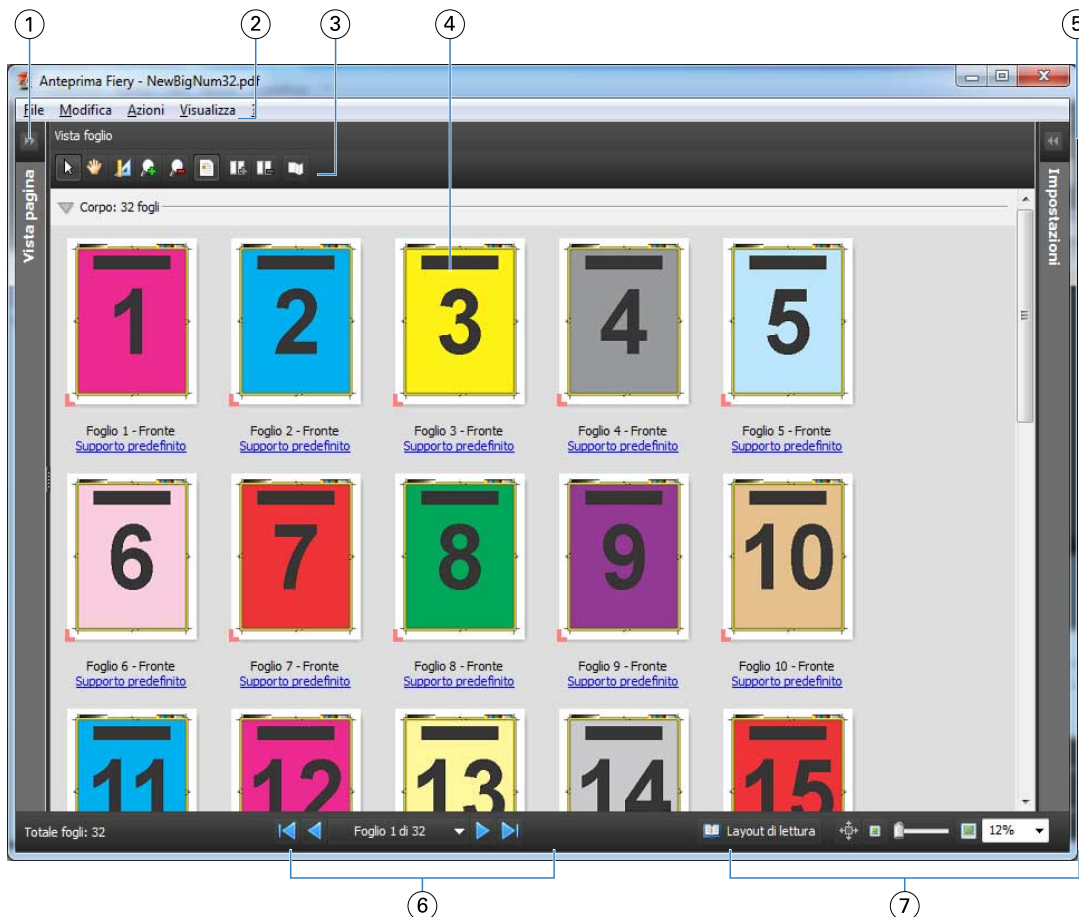 1 2 3 4 5
Anteprima Fiery - NewBigNum32.pdf
File Modifica Azioni Visualizza ?
Vista foglio
Vista pagina
Impostazioni
Corpo: 32 fogli
1 2 3 4 5
Foglio 1 - Fronte Foglio 2 - Fronte Foglio 3 - Fronte Foglio 4 - Fronte Foglio 5 - Fronte
Supporto predefinito Supporto predefinito Supporto predefinito Supporto predefinito Supporto predefinito
6 7 8 9 10
Foglio 6 - Fronte Foglio 7 - Fronte Foglio 8 - Fronte Foglio 9 - Fronte Foglio 10 - Fronte
Supporto predefinito Supporto predefinito Supporto predefinito Supporto predefinito Supporto predefinito
11 12 13 14 15
Totale fogli: 32 Foglio 1 di 32 Layout di lettura 12%
6 7